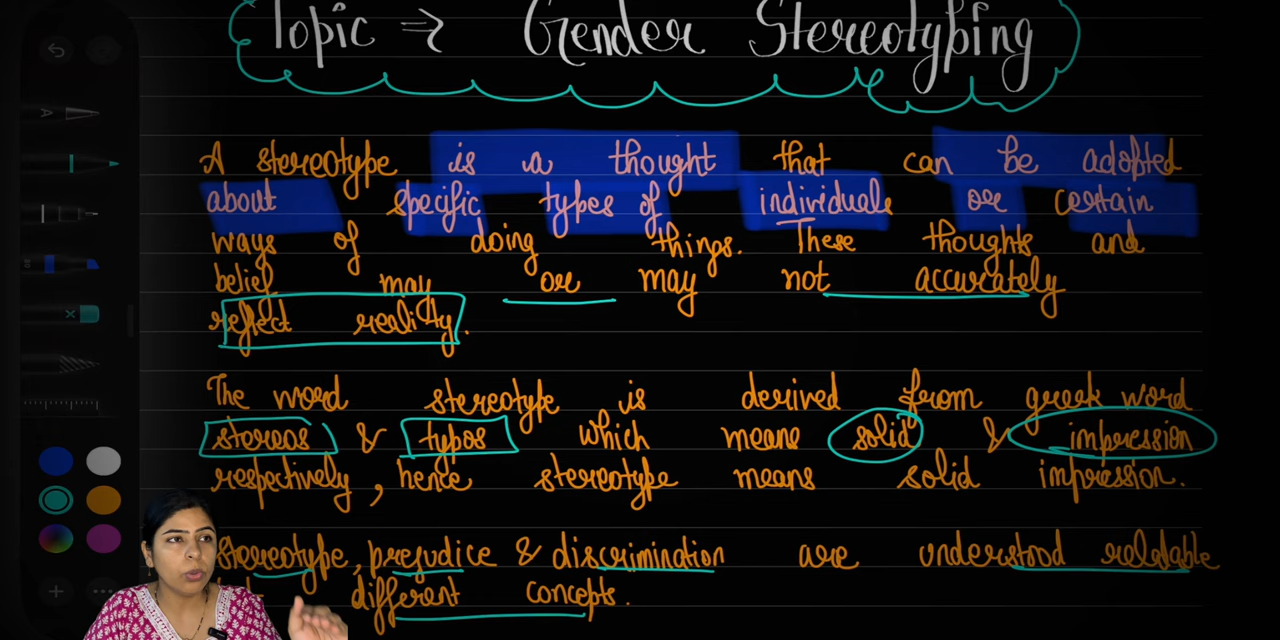 Topic => Gender Stereotyping
A stereotype is a thought that can be adopted
about specific types of individuals or certain
ways of doing things. These thoughts and
belief may or may not accurately
reflect reality.
The word stereotype is derived from greek word
stereos & typos which means solid & impression
respectively, hence stereotype means solid impression.
Stereotype, prejudice & discrimination are understood relatable
different concepts.